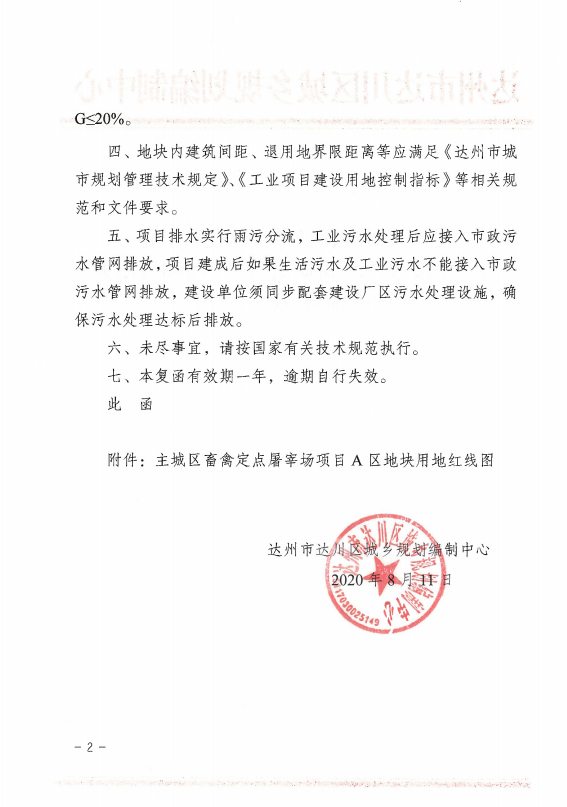 G≤20%。
四、地块内建筑间距、退用地界限距离等应满足《达州市城
市规划管理技术规定》、《工业项目建设用地控制指标》等相关规
范和文件要求。
五、项目排水实行雨污分流，工业污水处理后应接入市政污
水管网排放，项目建成后如果生活污水及工业污水不能接入市政
污水管网排放，建设单位须同步配套建设厂区污水处理设施，确
保污水处理达标后排放。
六、未尽事宜，请按国家有关技术规范执行。
七、本复函有效期一年，逾期自行失效。
此 函
附件：主城区畜禽定点屠宰场项目 A 区地块用地红线图
达州市达川区城乡规划编制中心
2020 年 8 月 11 日
达州市达川区城乡规划编制中心
17030025149
- 2 -